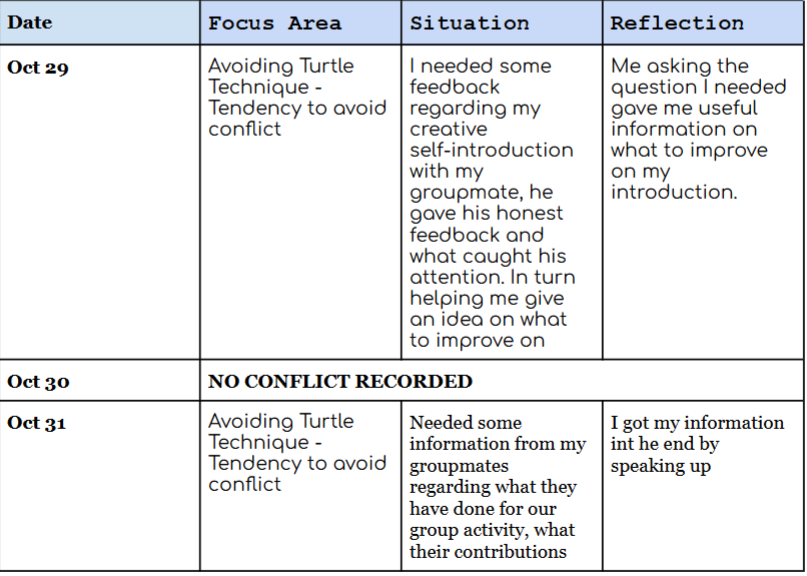 Date
Focus Area
Situation
Reflection
Oct 29
Avoiding Turtle
Technique -
Tendency to avoid
conflict
I needed some
feedback
regarding my
creative
self-introduction
with my
groupmate, he
gave his honest
feedback and
what caught his
attention. In turn
helping me give
an idea on what
to improve on
Me asking the
question I needed
gave me useful
information on
what to improve
on my
introduction.
Oct 30
NO CONFLICT RECORDED
Oct 31
Avoiding Turtle
Technique -
Tendency to avoid
conflict
Needed some
information from my
groupmates
regarding what they
have done for our
group activity, what
their contributions
I got my information
int he end by
speaking up